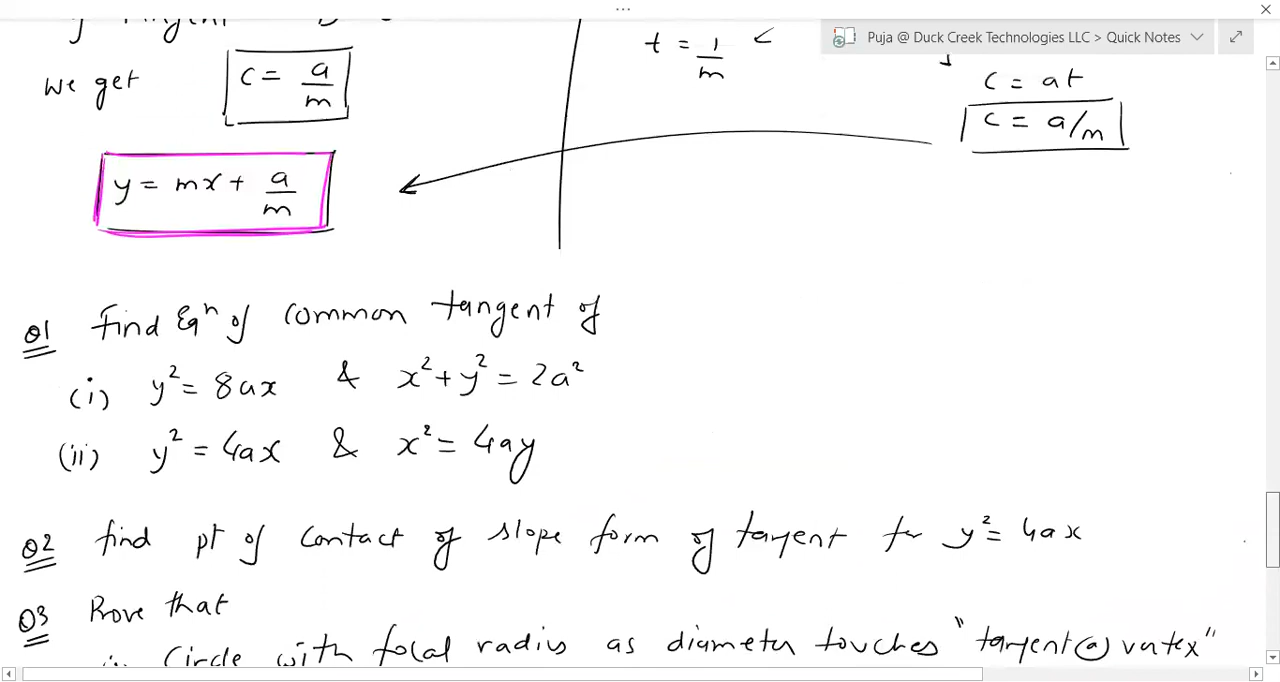 Puja @ Duck Creek Technologies LLC > Quick Notes
we get c = a/m
t = 1/m
c = at
c = a/m
y = mx + a/m
Q1 Find Eqⁿ of common tangent of
(i) y² = 8ax & x² + y² = 2a²
(ii) y² = 4ax & x² = 4ay
Q2 find pt of contact of slope form of tangent for y² = 4ax
Q3 Prove that
Circle with focal radius as diameter touches "tangent @ vertex"